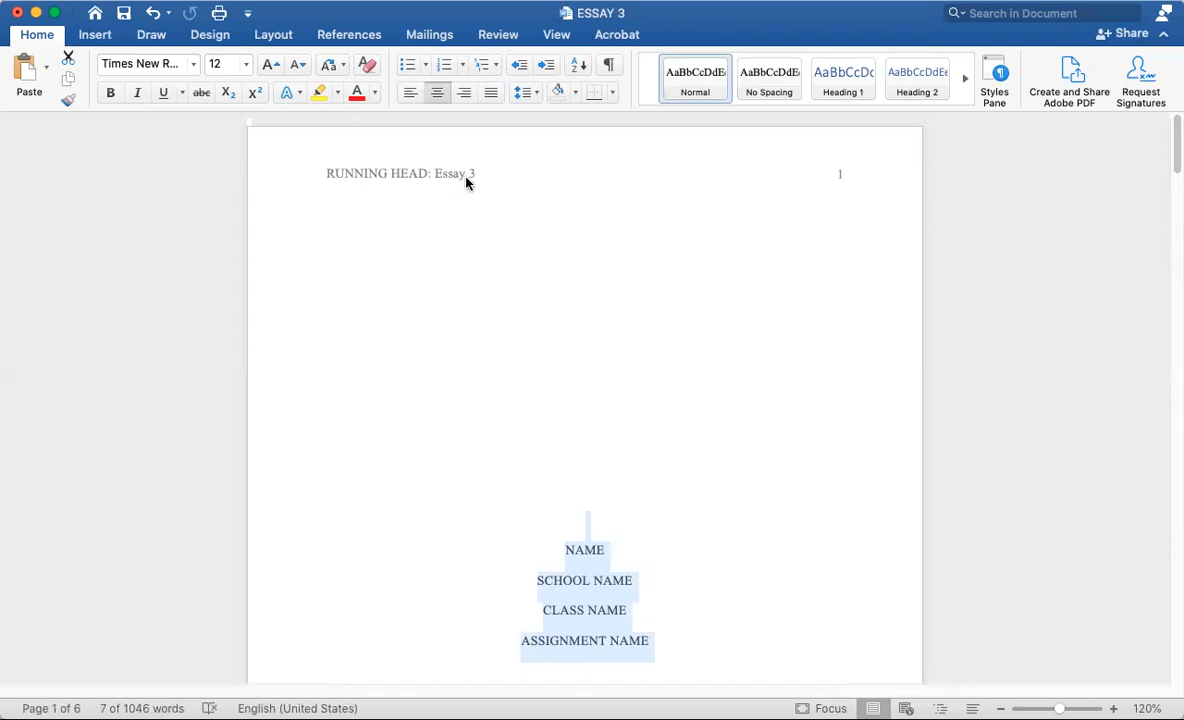 ESSAY 3
Search in Document
Home Insert Draw Design Layout References Mailings Review View Acrobat
Share
Paste
Times New R...
12
AaBbCcDdEe
Normal
AaBbCcDdEe
No Spacing
AaBbCcDc
Heading 1
AaBbCcDdEe
Heading 2
Styles
Pane
Create and Share
Adobe PDF
Request
Signatures
RUNNING HEAD: Essay 3 1
NAME
SCHOOL NAME
CLASS NAME
ASSIGNMENT NAME
Page 1 of 6 7 of 1046 words English (United States) Focus 120%